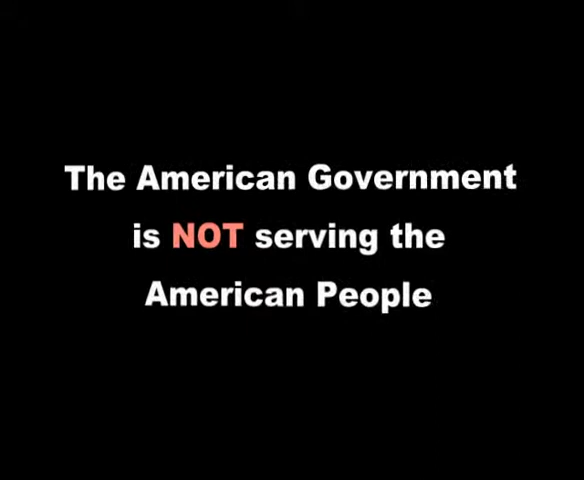 The American Government
is NOT serving the
American People